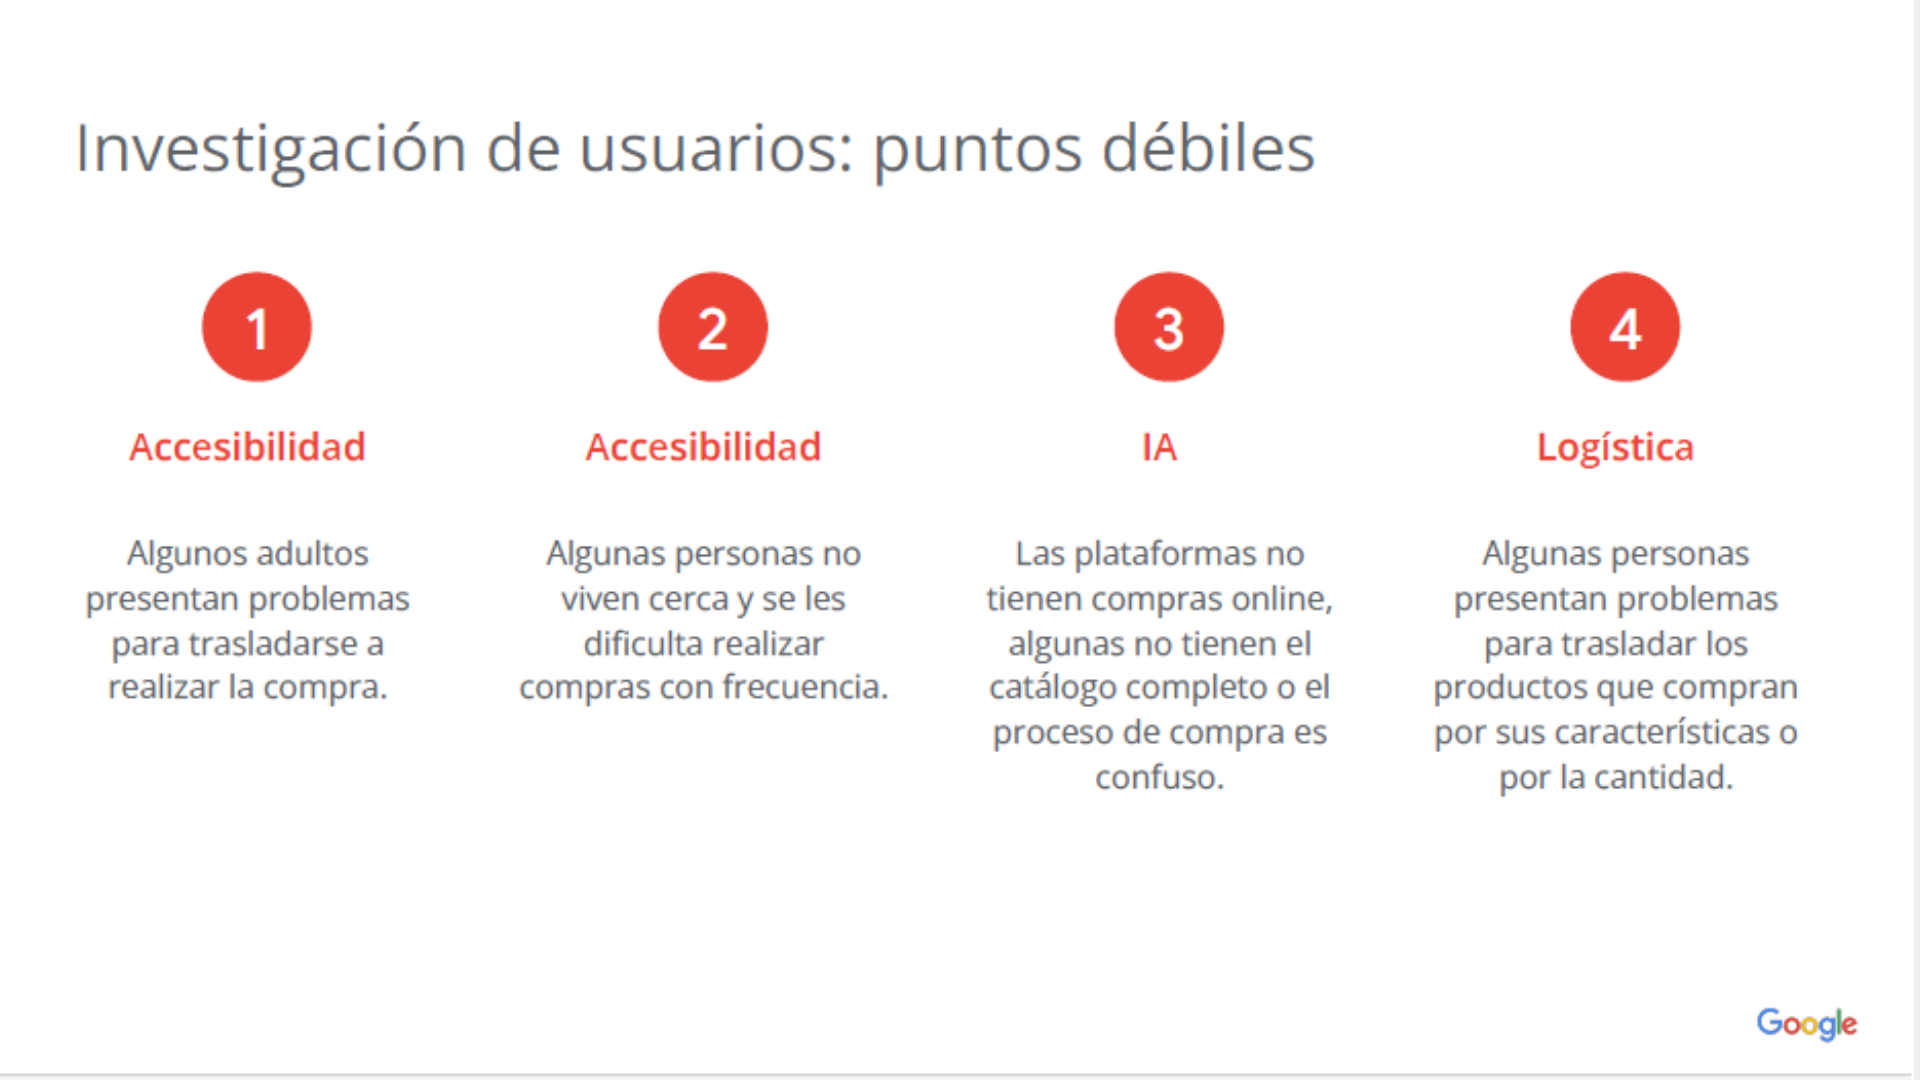 Investigación de usuarios: puntos débiles
1
Accesibilidad
Algunos adultos
presentan problemas
para trasladarse a
realizar la compra.
2
Accesibilidad
Algunas personas no
viven cerca y se les
dificulta realizar
compras con frecuencia.
3
IA
Las plataformas no
tienen compras online,
algunas no tienen el
catálogo completo o el
proceso de compra es
confuso.
4
Logística
Algunas personas
presentan problemas
para trasladar los
productos que compran
por sus características o
por la cantidad.
Google